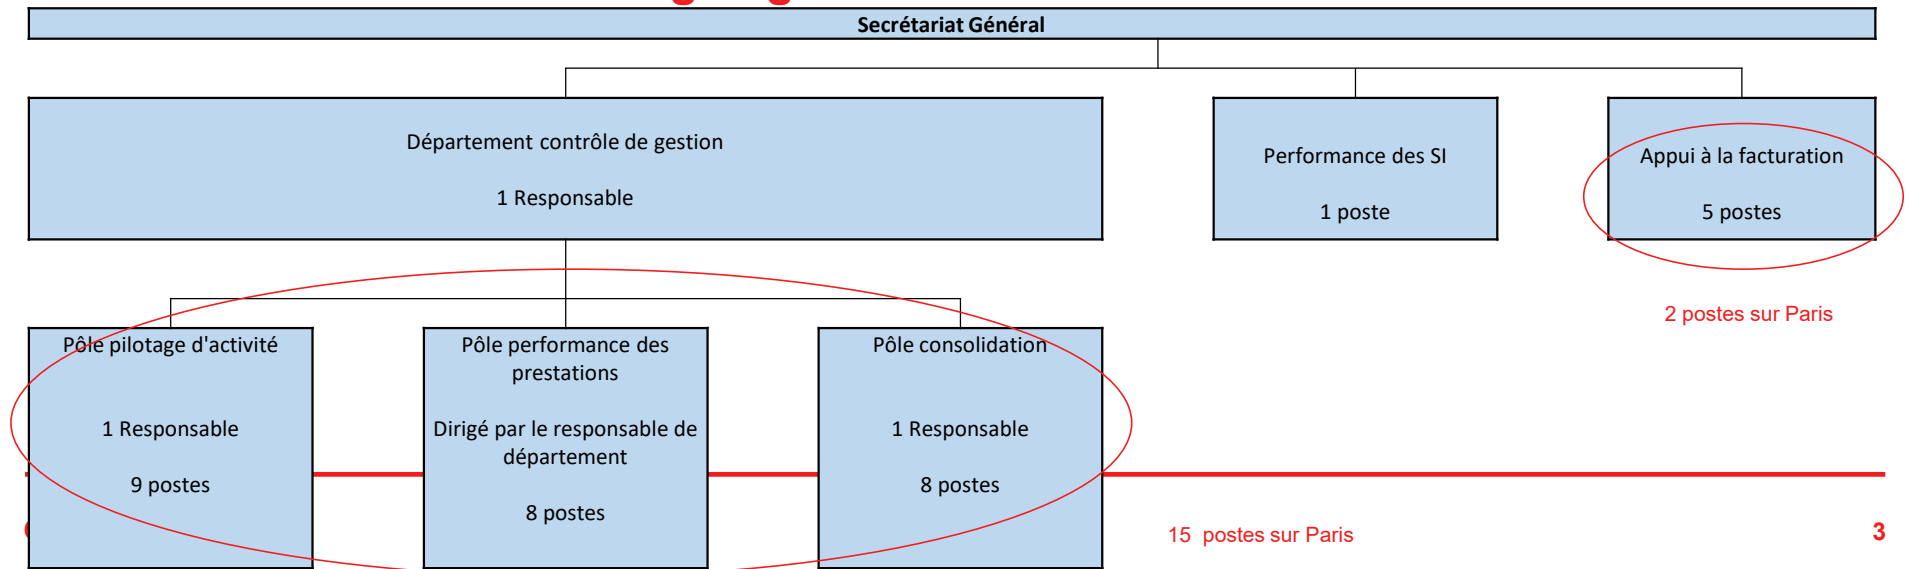 Secrétariat Général
Département contrôle de gestion
1 Responsable
Performance des SI
1 poste
Appui à la facturation
5 postes
2 postes sur Paris
Pôle pilotage d'activité
1 Responsable
9 postes
Pôle performance des
prestations
Dirigé par le responsable de
département
8 postes
Pôle consolidation
1 Responsable
8 postes
15 postes sur Paris
3